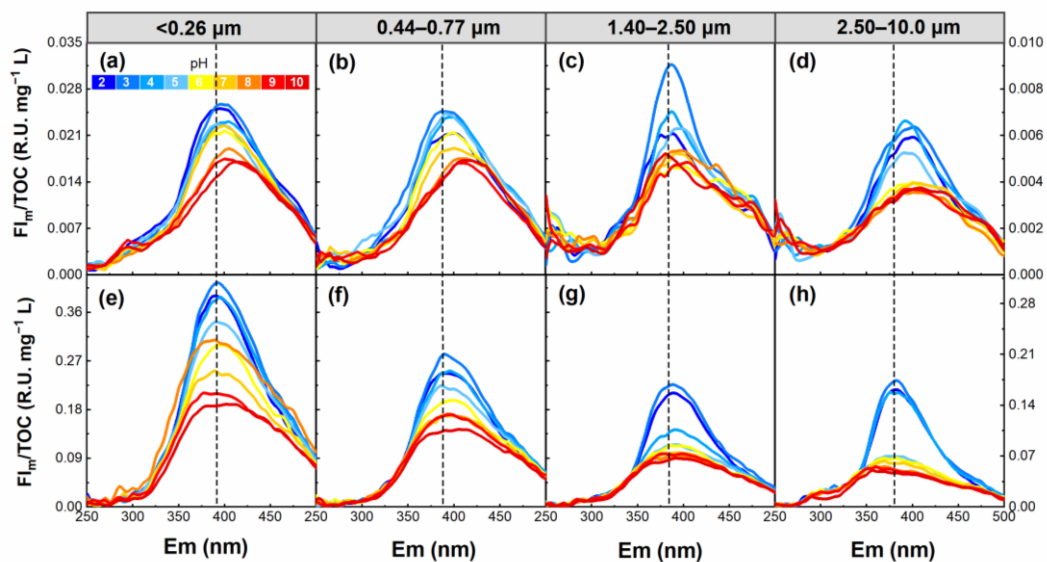 <0.26 μm 0.44–0.77 μm 1.40–2.50 μm 2.50–10.0 μm
0.035 0.010
(a) (b) (c) (d)
pH
2 3 4 5 6 7 8 9 10
0.028 0.008
0.021 0.006
0.014 0.004
0.007 0.002
0.000 0.000
FIₘ/TOC (R.U. mg⁻¹ L)
(e) (f) (g) (h)
0.36 0.28
0.27 0.21
0.18 0.14
0.09 0.07
0.00 0.00
FIₘ/TOC (R.U. mg⁻¹ L)
250 300 350 400 450 250 300 350 400 450 250 300 350 400 450 250 300 350 400 450 500
Em (nm) Em (nm) Em (nm) Em (nm)